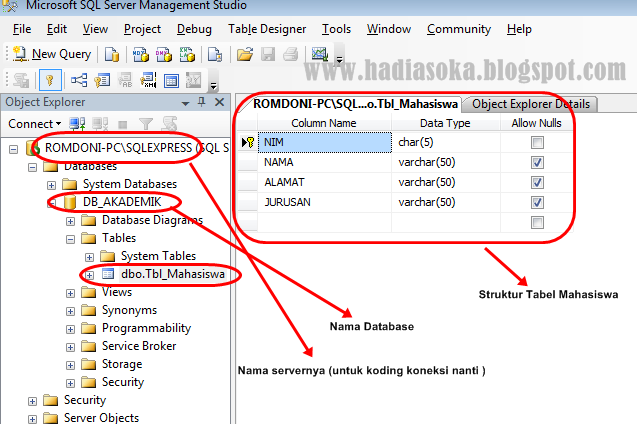 Microsoft SQL Server Management Studio
File Edit View Project Debug Table Designer Tools Window Community Help
New Query
www.hadiasoka.blogspot.com
Object Explorer
ROMDONI-PC\SQL...o.Tbl_Mahasiswa Object Explorer Details
Column Name Data Type Allow Nulls
Connect
NIM char(5)
ROMDONI-PC\SQLEXPRESS (SQL S
NAMA varchar(50)
Databases
System Databases
ALAMAT varchar(50)
DB_AKADEMIK
JURUSAN varchar(50)
Database Diagrams
Tables
System Tables
dbo.Tbl_Mahasiswa
Views
Struktur Tabel Mahasiswa
Synonyms
Programmability
Nama Database
Service Broker
Storage
Nama servernya (untuk koding koneksi nanti )
Security
Security
Server Objects